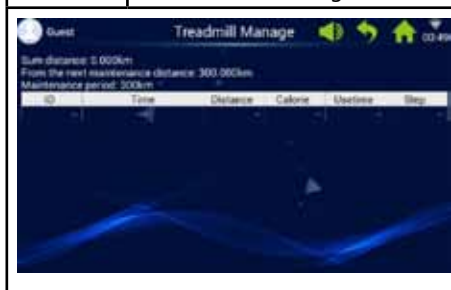 Guest Treadmill Manage
Sum distance: 0.000km
From the next maintenance distance: 300.000km
Maintenance period: 300km
ID Time Distance Calorie Usetime Step